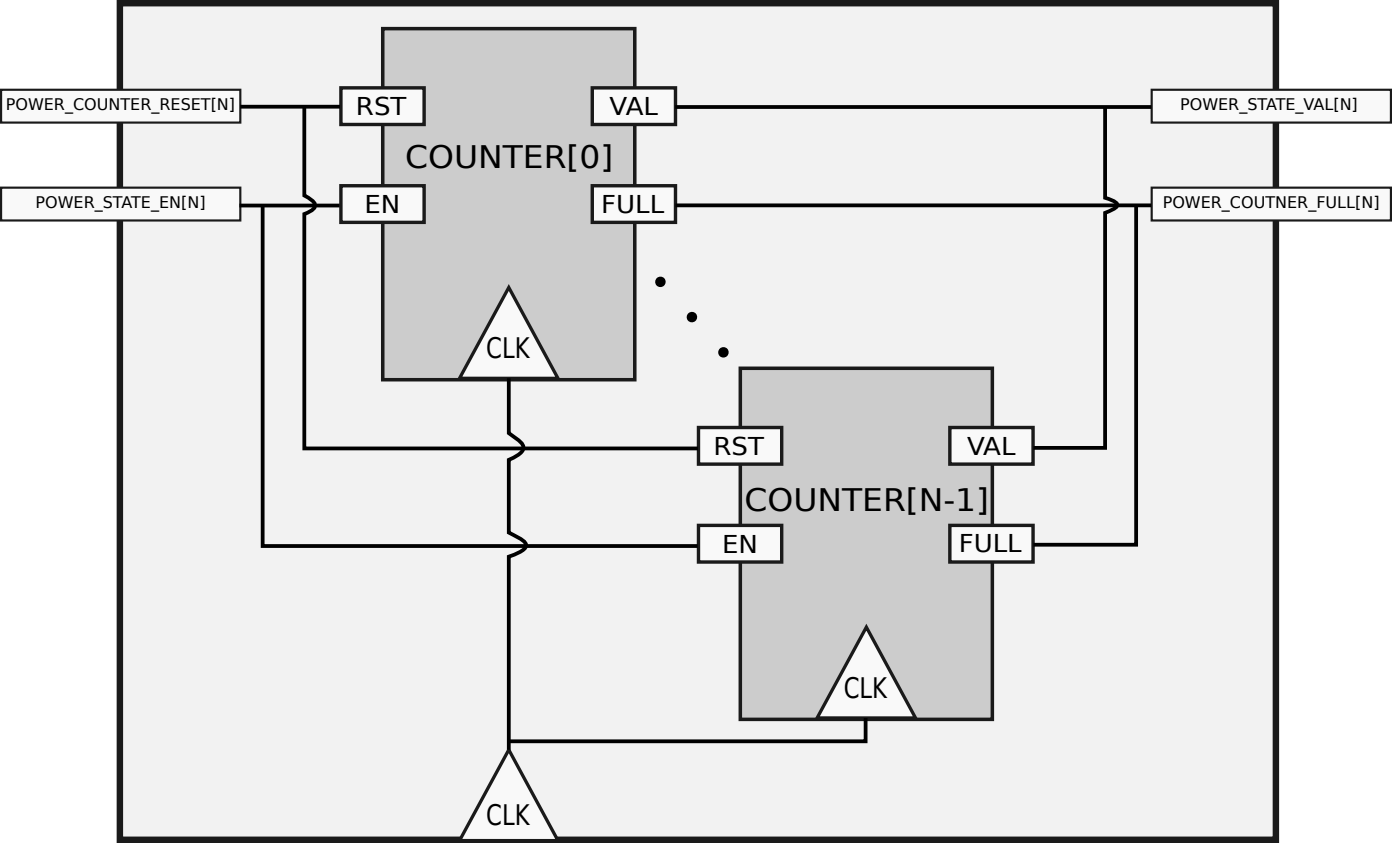 POWER_COUNTER_RESET[N]
RST
VAL
POWER_STATE_VAL[N]
COUNTER[0]
POWER_STATE_EN[N]
EN
FULL
POWER_COUTNER_FULL[N]
CLK
RST
VAL
COUNTER[N-1]
EN
FULL
CLK
CLK